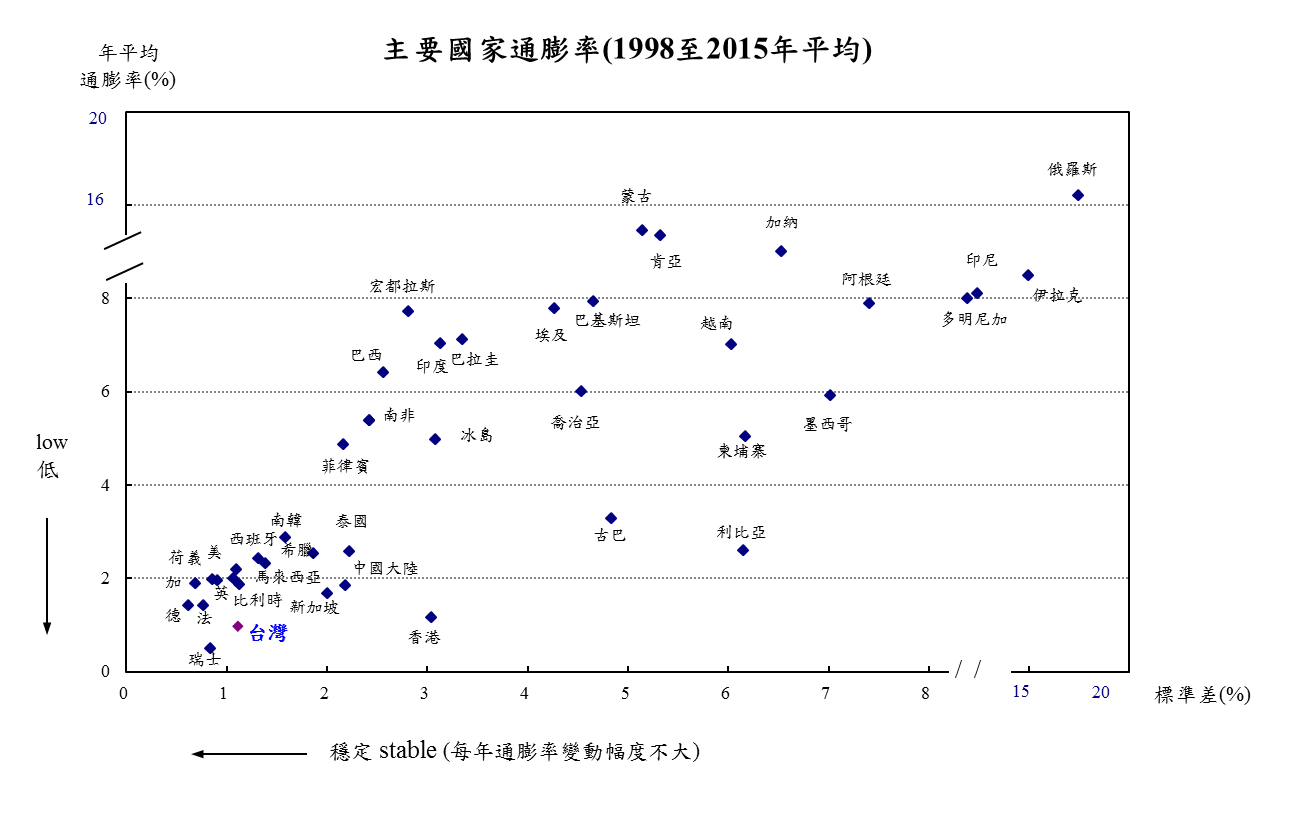 主要國家通膨率(1998至2015年平均)
年平均
通膨率(%)
20
16
8
6
4
2
0
low
低
俄羅斯
蒙古
肯亞
加納
印尼
伊拉克
阿根廷
多明尼加
宏都拉斯
巴基斯坦
埃及
越南
巴西
印度
巴拉圭
南非
冰島
喬治亞
墨西哥
菲律賓
柬埔寨
古巴
利比亞
南韓
泰國
西班牙
希臘
荷義
美
加
英
馬來西亞
中國大陸
比利時
新加坡
德
法
台灣
香港
瑞士
0 1 2 3 4 5 6 7 8 15 20
標準差(%)
穩定 stable (每年通膨率變動幅度不大)